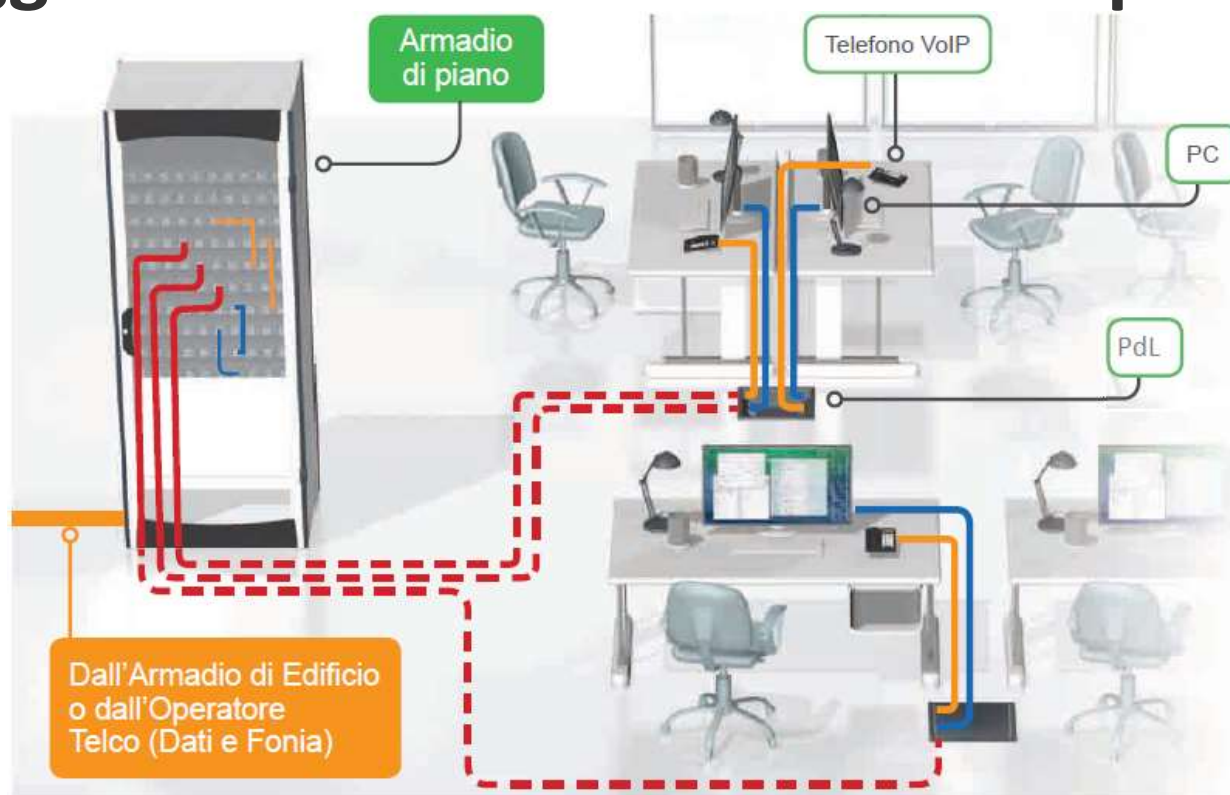 Armadio
di piano
Telefono VoIP
PC
PdL
Dall'Armadio di Edificio
o dall'Operatore
Telco (Dati e Fonia)